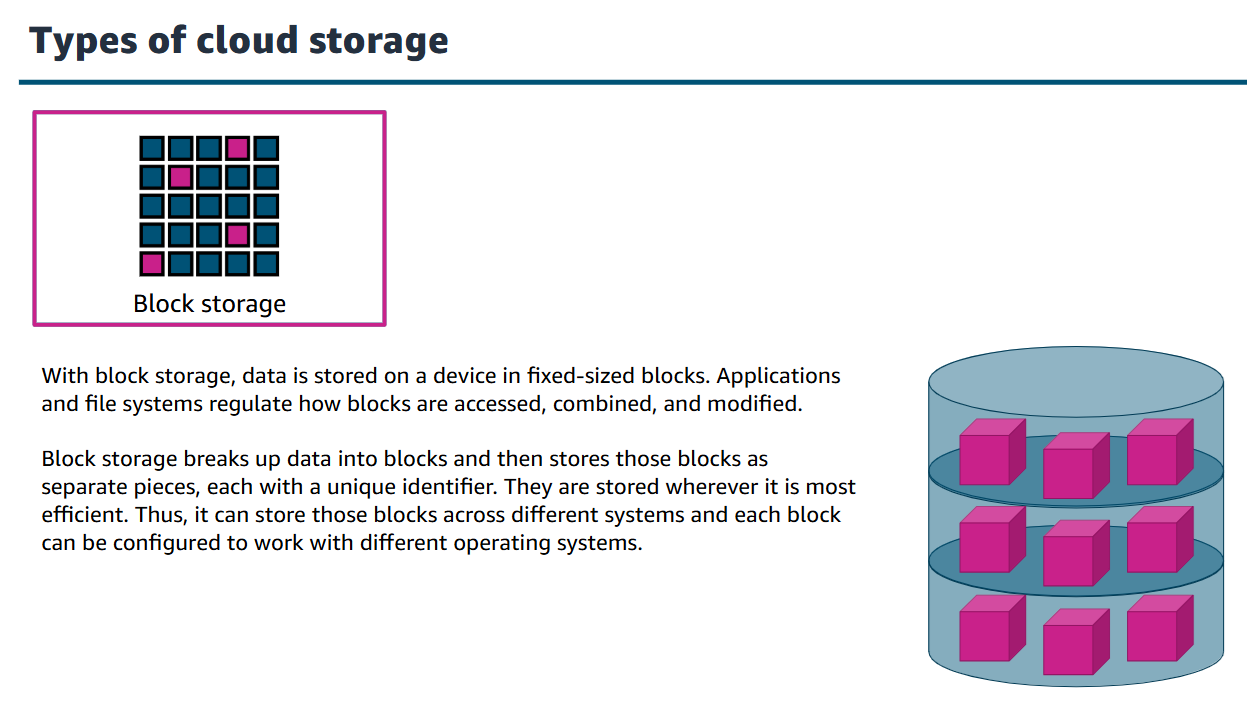 Types of cloud storage
Block storage
With block storage, data is stored on a device in fixed-sized blocks. Applications
and file systems regulate how blocks are accessed, combined, and modified.
Block storage breaks up data into blocks and then stores those blocks as
separate pieces, each with a unique identifier. They are stored wherever it is most
efficient. Thus, it can store those blocks across different systems and each block
can be configured to work with different operating systems.